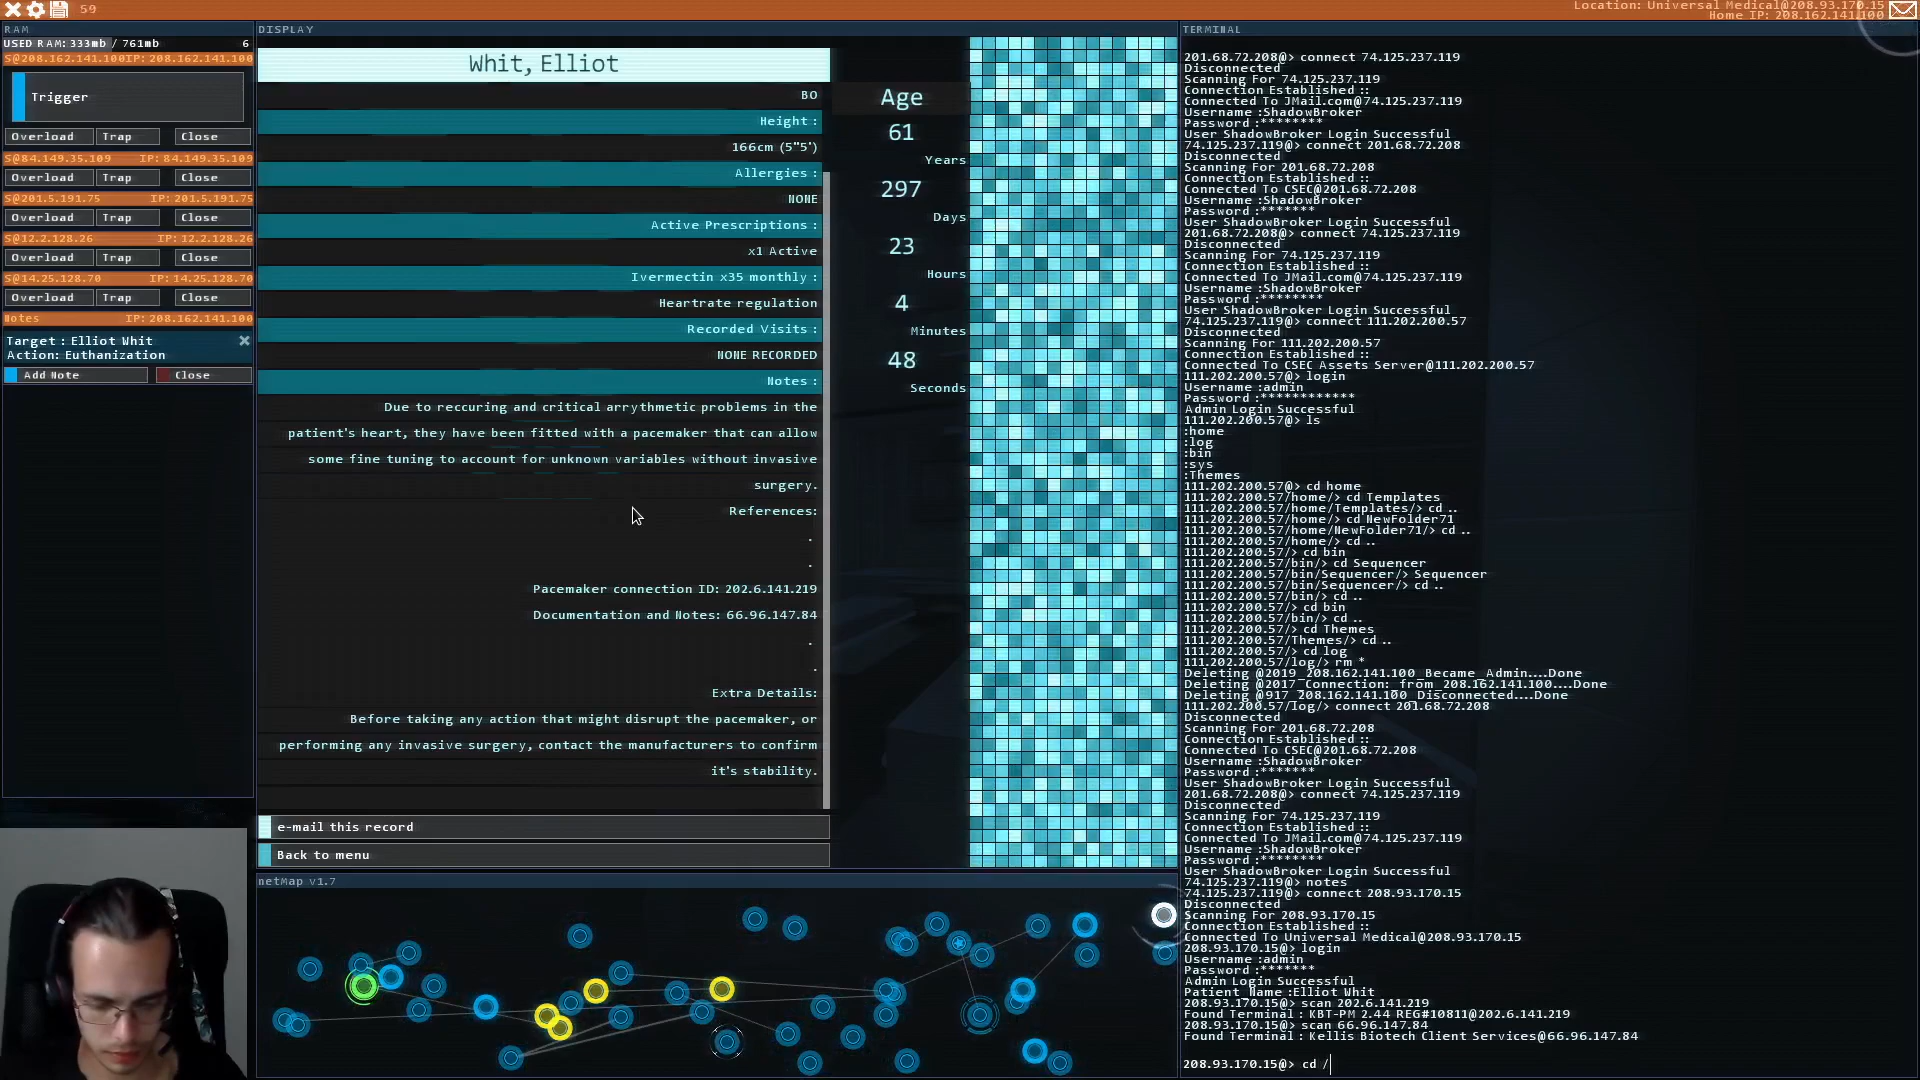 59
Location: Universal Medical@208.93.170.15
Home IP: 208.162.141.100
RAM
USED RAM: 333mb / 761mb
6
S@208.162.141.100IP: 208.162.141.100
Trigger
Overload
Trap
Close
S@84.149.35.109
IP: 84.149.35.109
Overload
Trap
Close
S@201.5.191.75
IP: 201.5.191.75
Overload
Trap
Close
S@12.2.128.26
IP: 12.2.128.26
Overload
Trap
Close
S@14.25.128.70
IP: 14.25.128.70
Overload
Trap
Close
Notes
IP: 208.162.141.100
Target : Elliot Whit
Action: Euthanization
Add Note
Close
DISPLAY
Whit, Elliot
BO
Height :
166cm (5"5')
Allergies :
NONE
Active Prescriptions :
x1 Active
Ivermectin x35 monthly :
Heartrate regulation
Recorded Visits :
NONE RECORDED
Notes :
Due to reccuring and critical arrythmetic problems in the
patient's heart, they have been fitted with a pacemaker that can allow
some fine tuning to account for unknown variables without invasive
surgery.
References:
.
.
Pacemaker connection ID: 202.6.141.219
Documentation and Notes: 66.96.147.84
.
.
Extra Details:
Before taking any action that might disrupt the pacemaker, or
performing any invasive surgery, contact the manufacturers to confirm
it's stability.
e-mail this record
Back to menu
Age
61
Years
297
Days
23
Hours
4
Minutes
48
Seconds
netMap v1.7
TERMINAL
201.68.72.208@> connect 74.125.237.119
Disconnected
Scanning For 74.125.237.119
Connection Established ::
Connected To JMail.com@74.125.237.119
Username :ShadowBroker
Password :********
User ShadowBroker Login Successful
74.125.237.119@> connect 201.68.72.208
Disconnected
Scanning For 201.68.72.208
Connection Established ::
Connected To CSEC@201.68.72.208
Username :ShadowBroker
Password :*******
User ShadowBroker Login Successful
201.68.72.208@> connect 74.125.237.119
Disconnected
Scanning For 74.125.237.119
Connection Established ::
Connected To JMail.com@74.125.237.119
Username :ShadowBroker
Password :********
User ShadowBroker Login Successful
74.125.237.119@> connect 111.202.200.57
Disconnected
Scanning For 111.202.200.57
Connection Established ::
Connected To CSEC Assets Server@111.202.200.57
111.202.200.57@> login
Username :admin
Password :************
Admin Login Successful
111.202.200.57@> ls
:home
:log
:bin
:sys
:Themes
111.202.200.57@> cd home
111.202.200.57/home/> cd Templates
111.202.200.57/home/Templates/> cd ..
111.202.200.57/home/> cd NewFolder71
111.202.200.57/home/NewFolder71/> cd ..
111.202.200.57/home/> cd ..
111.202.200.57/> cd bin
111.202.200.57/bin/> cd Sequencer
111.202.200.57/bin/Sequencer/> Sequencer
111.202.200.57/bin/Sequencer/> cd ..
111.202.200.57/bin/> cd ..
111.202.200.57/> cd bin
111.202.200.57/bin/> cd ..
111.202.200.57/> cd Themes
111.202.200.57/Themes/> cd ..
111.202.200.57/> cd log
111.202.200.57/log/> rm *
Deleting @2019_208.162.141.100_Became_Admin....Done
Deleting @2017_Connection:_from_208.162.141.100....Done
Deleting @917_208.162.141.100_Disconnected....Done
111.202.200.57/log/> connect 201.68.72.208
Disconnected
Scanning For 201.68.72.208
Connection Established ::
Connected To CSEC@201.68.72.208
Username :ShadowBroker
Password :*******
User ShadowBroker Login Successful
201.68.72.208@> connect 74.125.237.119
Disconnected
Scanning For 74.125.237.119
Connection Established ::
Connected To JMail.com@74.125.237.119
Username :ShadowBroker
Password :********
User ShadowBroker Login Successful
74.125.237.119@> notes
74.125.237.119@> connect 208.93.170.15
Disconnected
Scanning For 208.93.170.15
Connection Established ::
Connected To Universal Medical@208.93.170.15
208.93.170.15@> login
Username :admin
Password :*******
Admin Login Successful
Patient_Name :Elliot Whit
208.93.170.15@> scan 202.6.141.219
Found Terminal : KBT-PM 2.44 REG#10811@202.6.141.219
208.93.170.15@> scan 66.96.147.84
Found Terminal : Kellis Biotech Client Services@66.96.147.84
208.93.170.15@> cd /